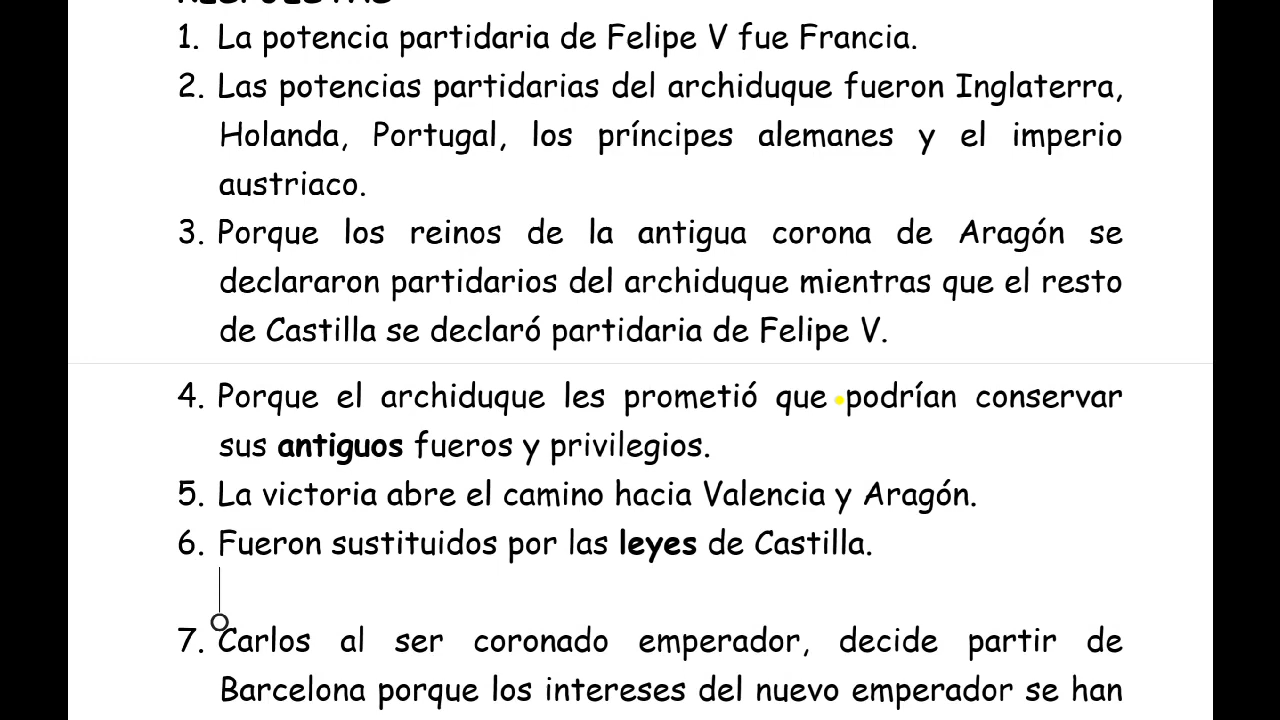 RESPUESTAS
1. La potencia partidaria de Felipe V fue Francia.
2. Las potencias partidarias del archiduque fueron Inglaterra,
Holanda, Portugal, los príncipes alemanes y el imperio
austriaco.
3. Porque los reinos de la antigua corona de Aragón se
declararon partidarios del archiduque mientras que el resto
de Castilla se declaró partidaria de Felipe V.
4. Porque el archiduque les prometió que podrían conservar
sus antiguos fueros y privilegios.
5. La victoria abre el camino hacia Valencia y Aragón.
6. Fueron sustituidos por las leyes de Castilla.
7. Carlos al ser coronado emperador, decide partir de
Barcelona porque los intereses del nuevo emperador se han